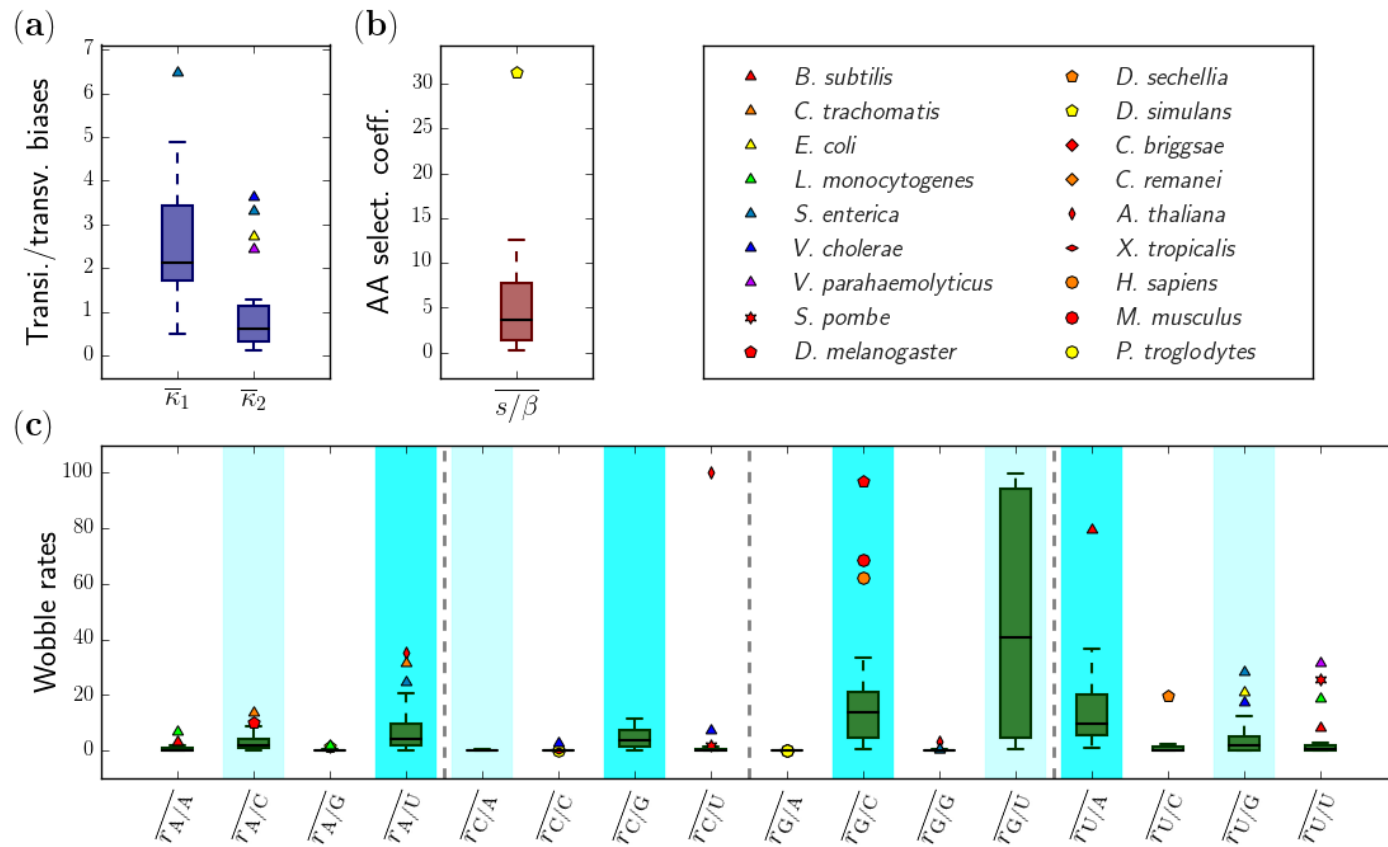 (a)
Transi./transv. biases
7
6
5
4
3
2
1
0
κ̅₁ κ̅₂
(b)
AA select. coeff.
30
25
20
15
10
5
0
s/β
B. subtilis
C. trachomatis
E. coli
L. monocytogenes
S. enterica
V. cholerae
V. parahaemolyticus
S. pombe
D. melanogaster
D. sechellia
D. simulans
C. briggsae
C. remanei
A. thaliana
X. tropicalis
H. sapiens
M. musculus
P. troglodytes
(c)
Wobble rates
100
80
60
40
20
0
r̅A/A r̅A/C r̅A/G r̅A/U r̅C/A r̅C/C r̅C/G r̅C/U r̅G/A r̅G/C r̅G/G r̅G/U r̅U/A r̅U/C r̅U/G r̅U/U